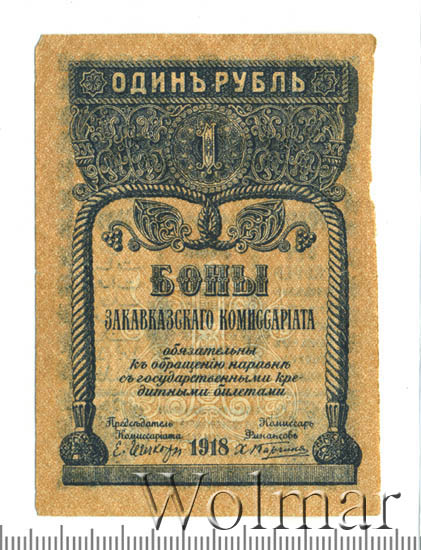 ОДИНЪ РУБЛЬ
1
БОНЫ
ЗАКАВКАЗСКАГО КОМИССАРІАТА
обязательны
къ обращенію наравнѣ
съ государственными кре-
дитными билетами
Предсѣдатель Комиссаръ
Комиссаріата Финансовъ
1918
Wolmar